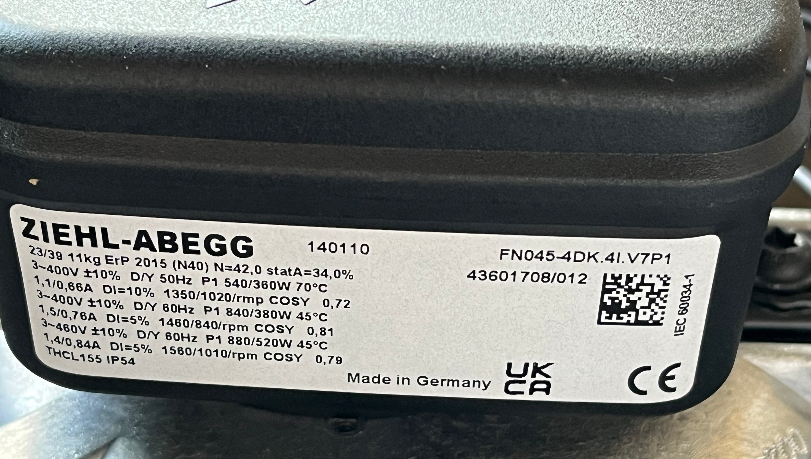 ZIEHL-ABEGG 140110 FN045-4DK.4I.V7P1
23/39 11kg ErP 2015 (N40) N=42,0 statA=34,0% 43601708/012
3~400V ±10% D/Y 50Hz P1 540/360W 70°C
1,1/0,66A DI=10% 1350/1020/rmp COSY 0,72
3~400V ±10% D/Y 60Hz P1 840/380W 45°C
1,5/0,76A DI=5% 1460/840/rpm COSY 0,81
3~460V ±10% D/Y 60Hz P1 880/520W 45°C
1,4/0,84A DI=5% 1560/1010/rpm COSY 0,79
THCL155 IP54
IEC 60034-1
Made in Germany UK CA CE